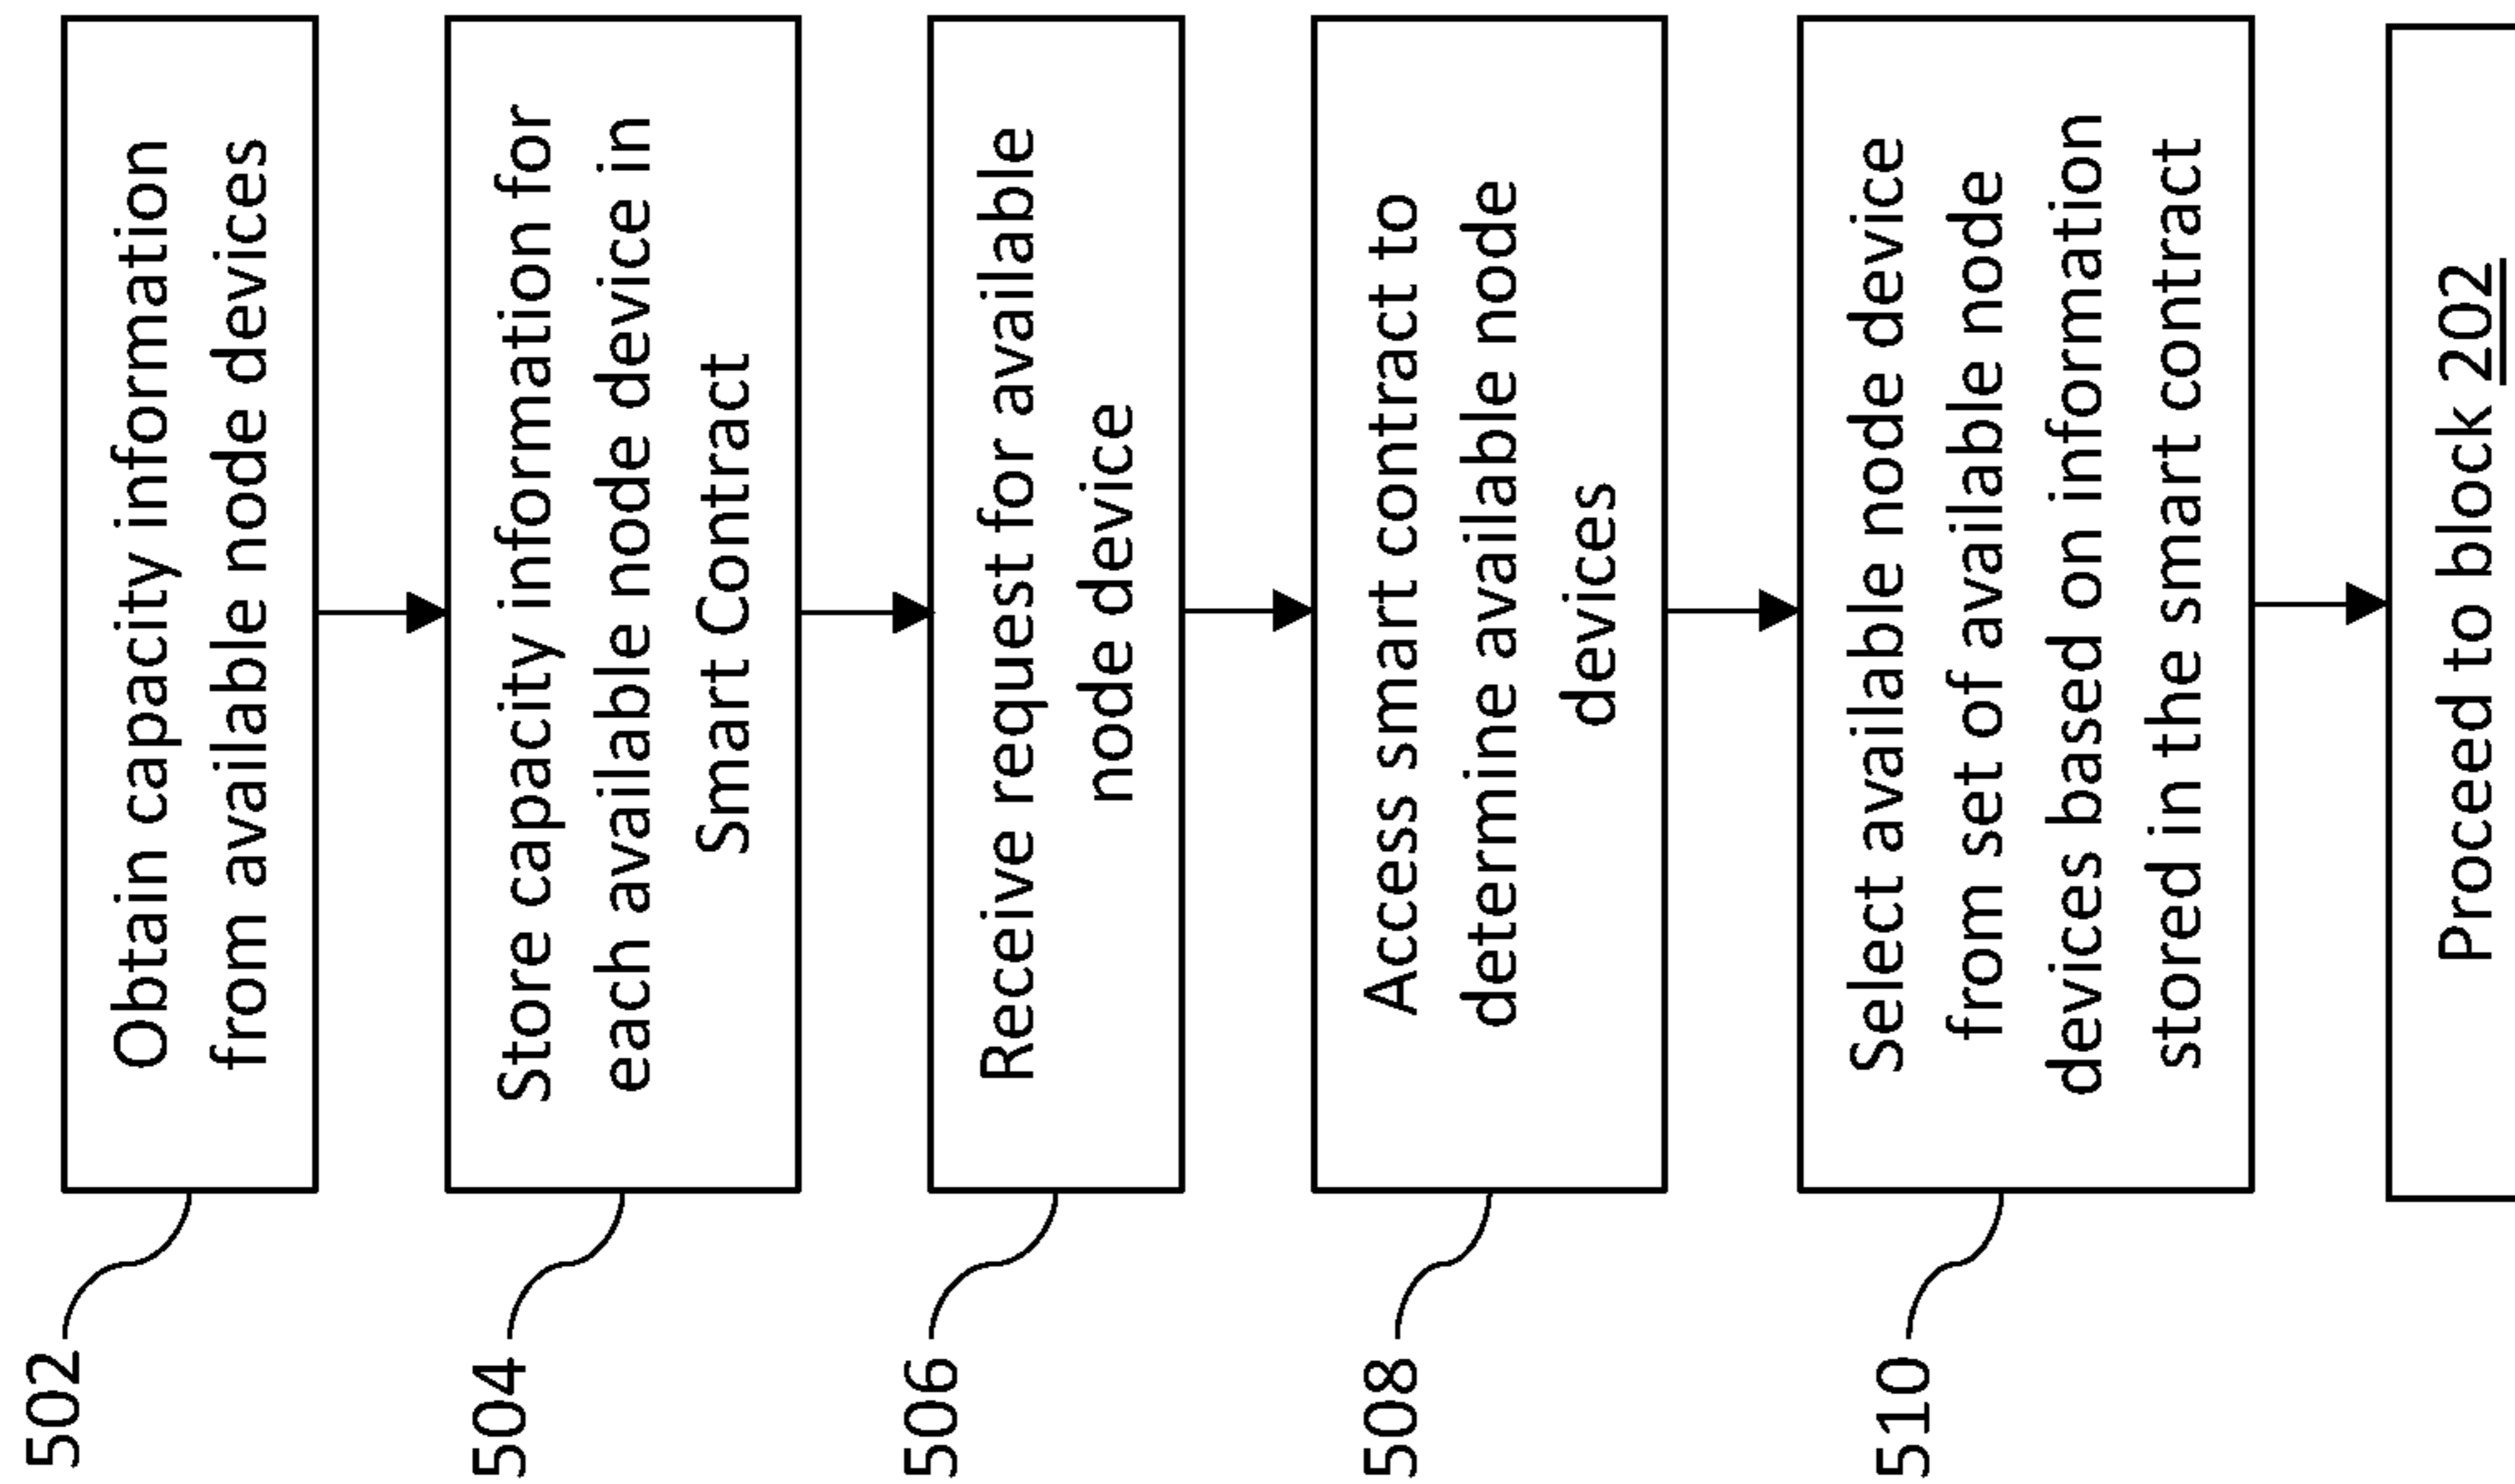 502
Obtain capacity information
from available node devices
504
Store capacity information for
each available node device in
Smart Contract
506
Receive request for available
node device
508
Access smart contract to
determine available node
devices
510
Select available node device
from set of available node
devices based on information
stored in the smart contract
Proceed to block 202